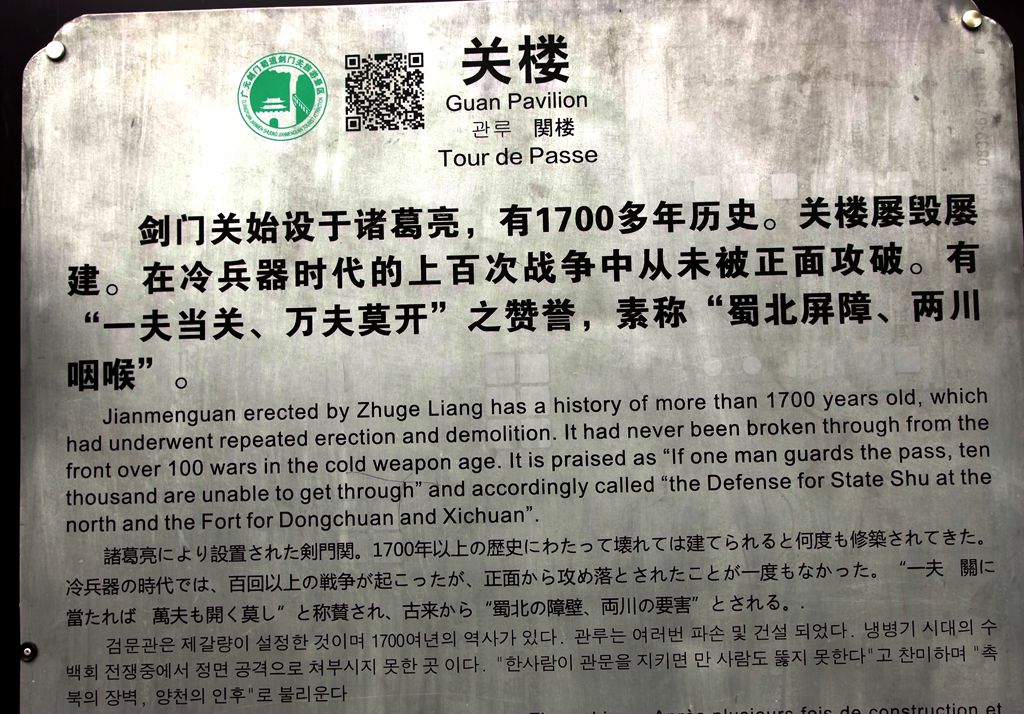 广元剑门蜀道剑门关旅游景区
关楼
Guan Pavilion
관루 関楼
Tour de Passe
剑门关始设于诸葛亮，有1700多年历史。关楼屡毁屡
建。在冷兵器时代的上百次战争中从未被正面攻破。有
“一夫当关、万夫莫开”之赞誉，素称“蜀北屏障、两川
咽喉”。
Jianmenguan erected by Zhuge Liang has a history of more than 1700 years old, which
had underwent repeated erection and demolition. It had never been broken through from the
front over 100 wars in the cold weapon age. It is praised as “If one man guards the pass, ten
thousand are unable to get through” and accordingly called “the Defense for State Shu at the
north and the Fort for Dongchuan and Xichuan”.
諸葛亮により設置された剣門関。1700年以上の歴史にわたって壊れては建てられると何度も修築されてきた。
冷兵器の時代では、百回以上の戦争が起こったが、正面から攻め落とされたことが一度もなかった。“一夫 關に
當たれば 萬夫も開く莫し”と称賛され、古来から“蜀北の障壁、両川の要害”とされる。.
검문관은 제갈량이 설정한 것이며 1700여년의 역사가 있다. 관루는 여러번 파손 및 건설 되었다. 냉병기 시대의 수
백회 전쟁중에서 정면 공격으로 쳐부시지 못한 곳 이다. "한사람이 관문을 지키면 만 사람도 뚫지 못한다"고 찬미하며 "촉
북의 장벽, 양천의 인후"로 불리운다
Après plusieurs fois de construction et